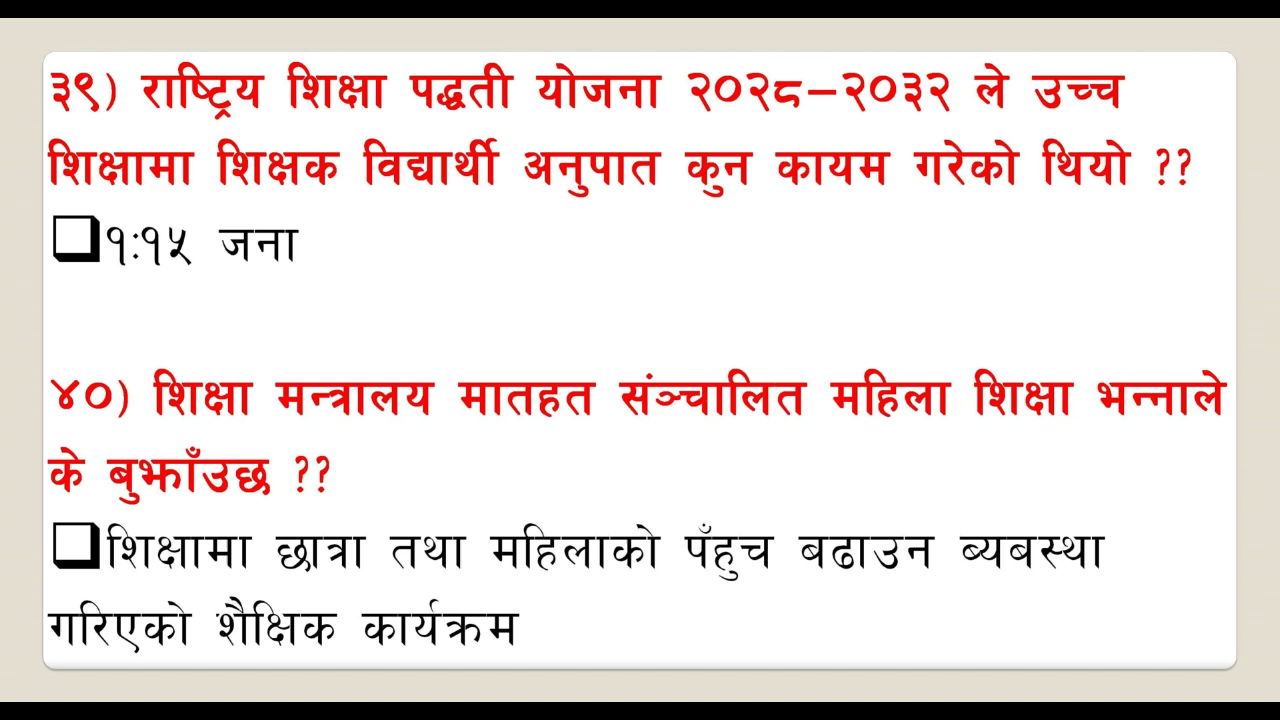 ३९) राष्ट्रिय शिक्षा पद्धती योजना २०२८–२०३२ ले उच्च
शिक्षामा शिक्षक विद्यार्थी अनुपात कुन कायम गरेको थियो ??
❑१:१५ जना
४०) शिक्षा मन्त्रालय मातहत संञ्चालित महिला शिक्षा भन्नाले
के बुझाँउछ ??
❑शिक्षामा छात्रा तथा महिलाको पँहुच बढाउन ब्यबस्था
गरिएको शैक्षिक कार्यक्रम